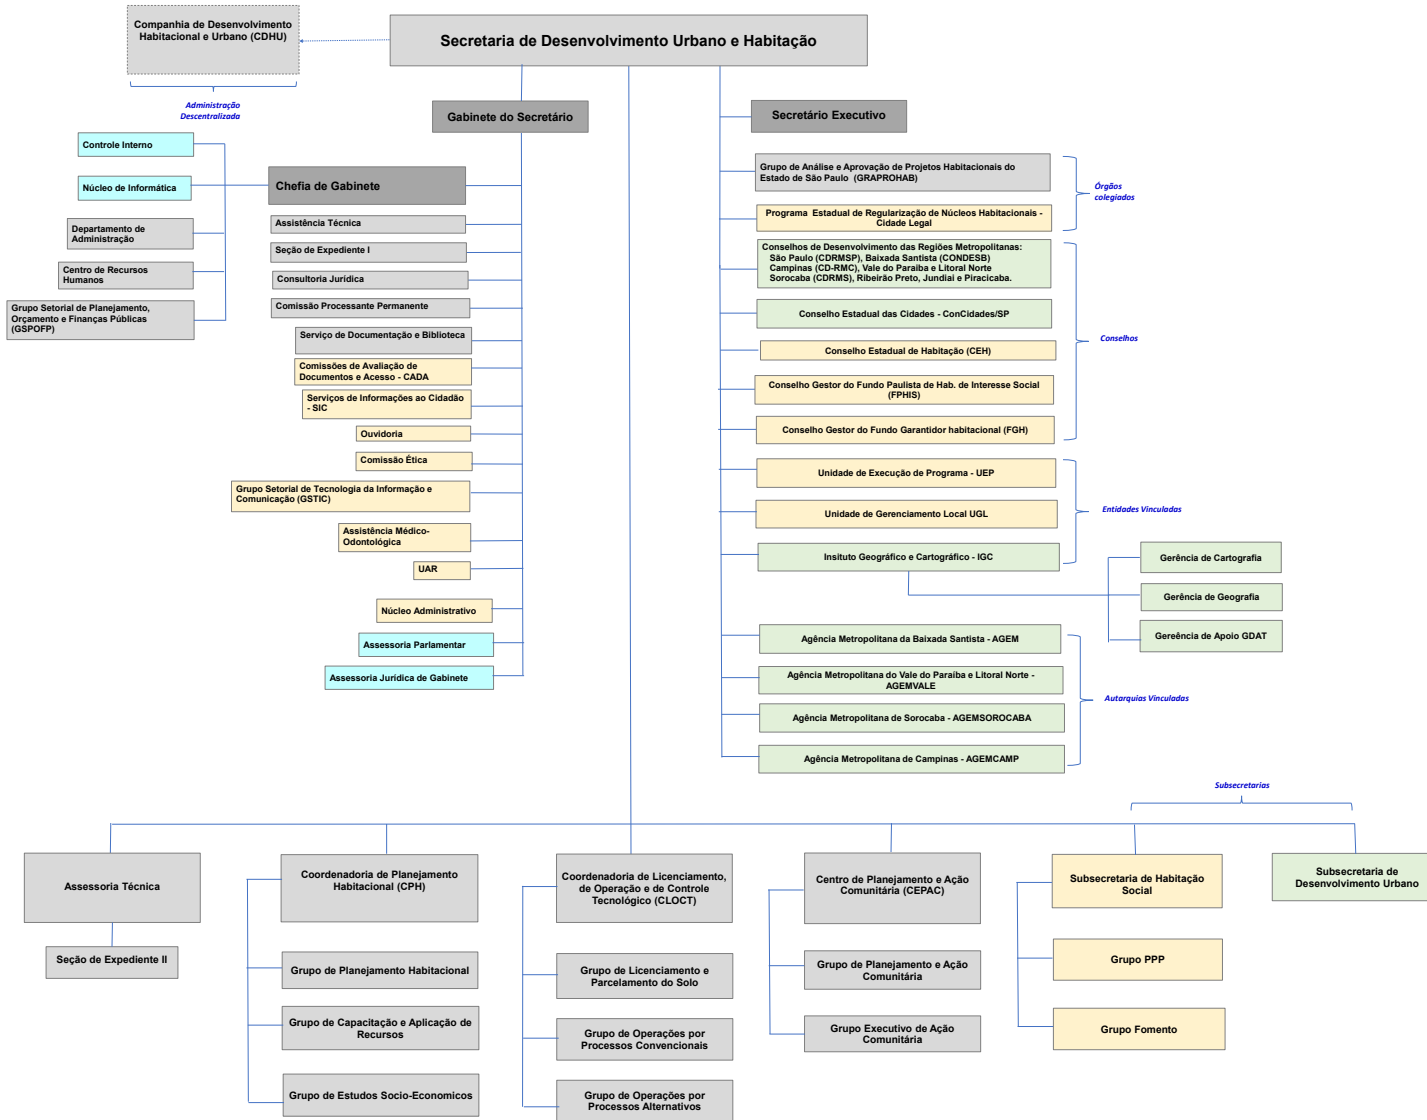 Companhia de Desenvolvimento
Habitacional e Urbano (CDHU)
Secretaria de Desenvolvimento Urbano e Habitação
Administração
Descentralizada
Gabinete do Secretário
Secretário Executivo
Controle Interno
Núcleo de Informática
Departamento de
Administração
Centro de Recursos
Humanos
Grupo Setorial de Planejamento,
Orçamento e Finanças Públicas
(GSPOFP)
Chefia de Gabinete
Assistência Técnica
Seção de Expediente I
Consultoria Jurídica
Comissão Processante Permanente
Serviço de Documentação e Biblioteca
Comissões de Avaliação de
Documentos e Acesso - CADA
Serviços de Informações ao Cidadão
- SIC
Ouvidoria
Comissão Ética
Grupo Setorial de Tecnologia da Informação e
Comunicação (GSTIC)
Assistência Médico-
Odontológica
UAR
Núcleo Administrativo
Assessoria Parlamentar
Assessoria Jurídica de Gabinete
Grupo de Análise e Aprovação de Projetos Habitacionais do
Estado de São Paulo (GRAPROHAB)
Programa Estadual de Regularização de Núcleos Habitacionais -
Cidade Legal
Órgãos
colegiados
Conselhos de Desenvolvimento das Regiões Metropolitanas:
São Paulo (CDRMSP), Baixada Santista (CONDESB)
Campinas (CD-RMC), Vale do Paraiba e Litoral Norte
Sorocaba (CDRMS), Ribeirão Preto, Jundiai e Piracicaba.
Conselho Estadual das Cidades - ConCidades/SP
Conselho Estadual de Habitação (CEH)
Conselho Gestor do Fundo Paulista de Hab. de Interesse Social
(FPHIS)
Conselho Gestor do Fundo Garantidor habitacional (FGH)
Conselhos
Unidade de Execução de Programa - UEP
Unidade de Gerenciamento Local UGL
Insituto Geográfico e Cartográfico - IGC
Entidades Vinculadas
Gerência de Cartografia
Gerência de Geografia
Gereência de Apoio GDAT
Agência Metropolitana da Baixada Santista - AGEM
Agência Metropolitana do Vale do Paraíba e Litoral Norte -
AGEMVALE
Agência Metropolitana de Sorocaba - AGEMSOROCABA
Agência Metropolitana de Campinas - AGEMCAMP
Autarquias Vinculadas
Subsecretarias
Assessoria Técnica
Seção de Expediente II
Coordenadoria de Planejamento
Habitacional (CPH)
Grupo de Planejamento Habitacional
Grupo de Capacitação e Aplicação de
Recursos
Grupo de Estudos Socio-Economicos
Coordenadoria de Licenciamento,
de Operação e de Controle
Tecnológico (CLOCT)
Grupo de Licenciamento e
Parcelamento do Solo
Grupo de Operações por
Processos Convencionais
Grupo de Operações por
Processos Alternativos
Centro de Planejamento e Ação
Comunitária (CEPAC)
Grupo de Planejamento e Ação
Comunitária
Grupo Executivo de Ação
Comunitária
Subsecretaria de Habitação
Social
Grupo PPP
Grupo Fomento
Subsecretaria de
Desenvolvimento Urbano